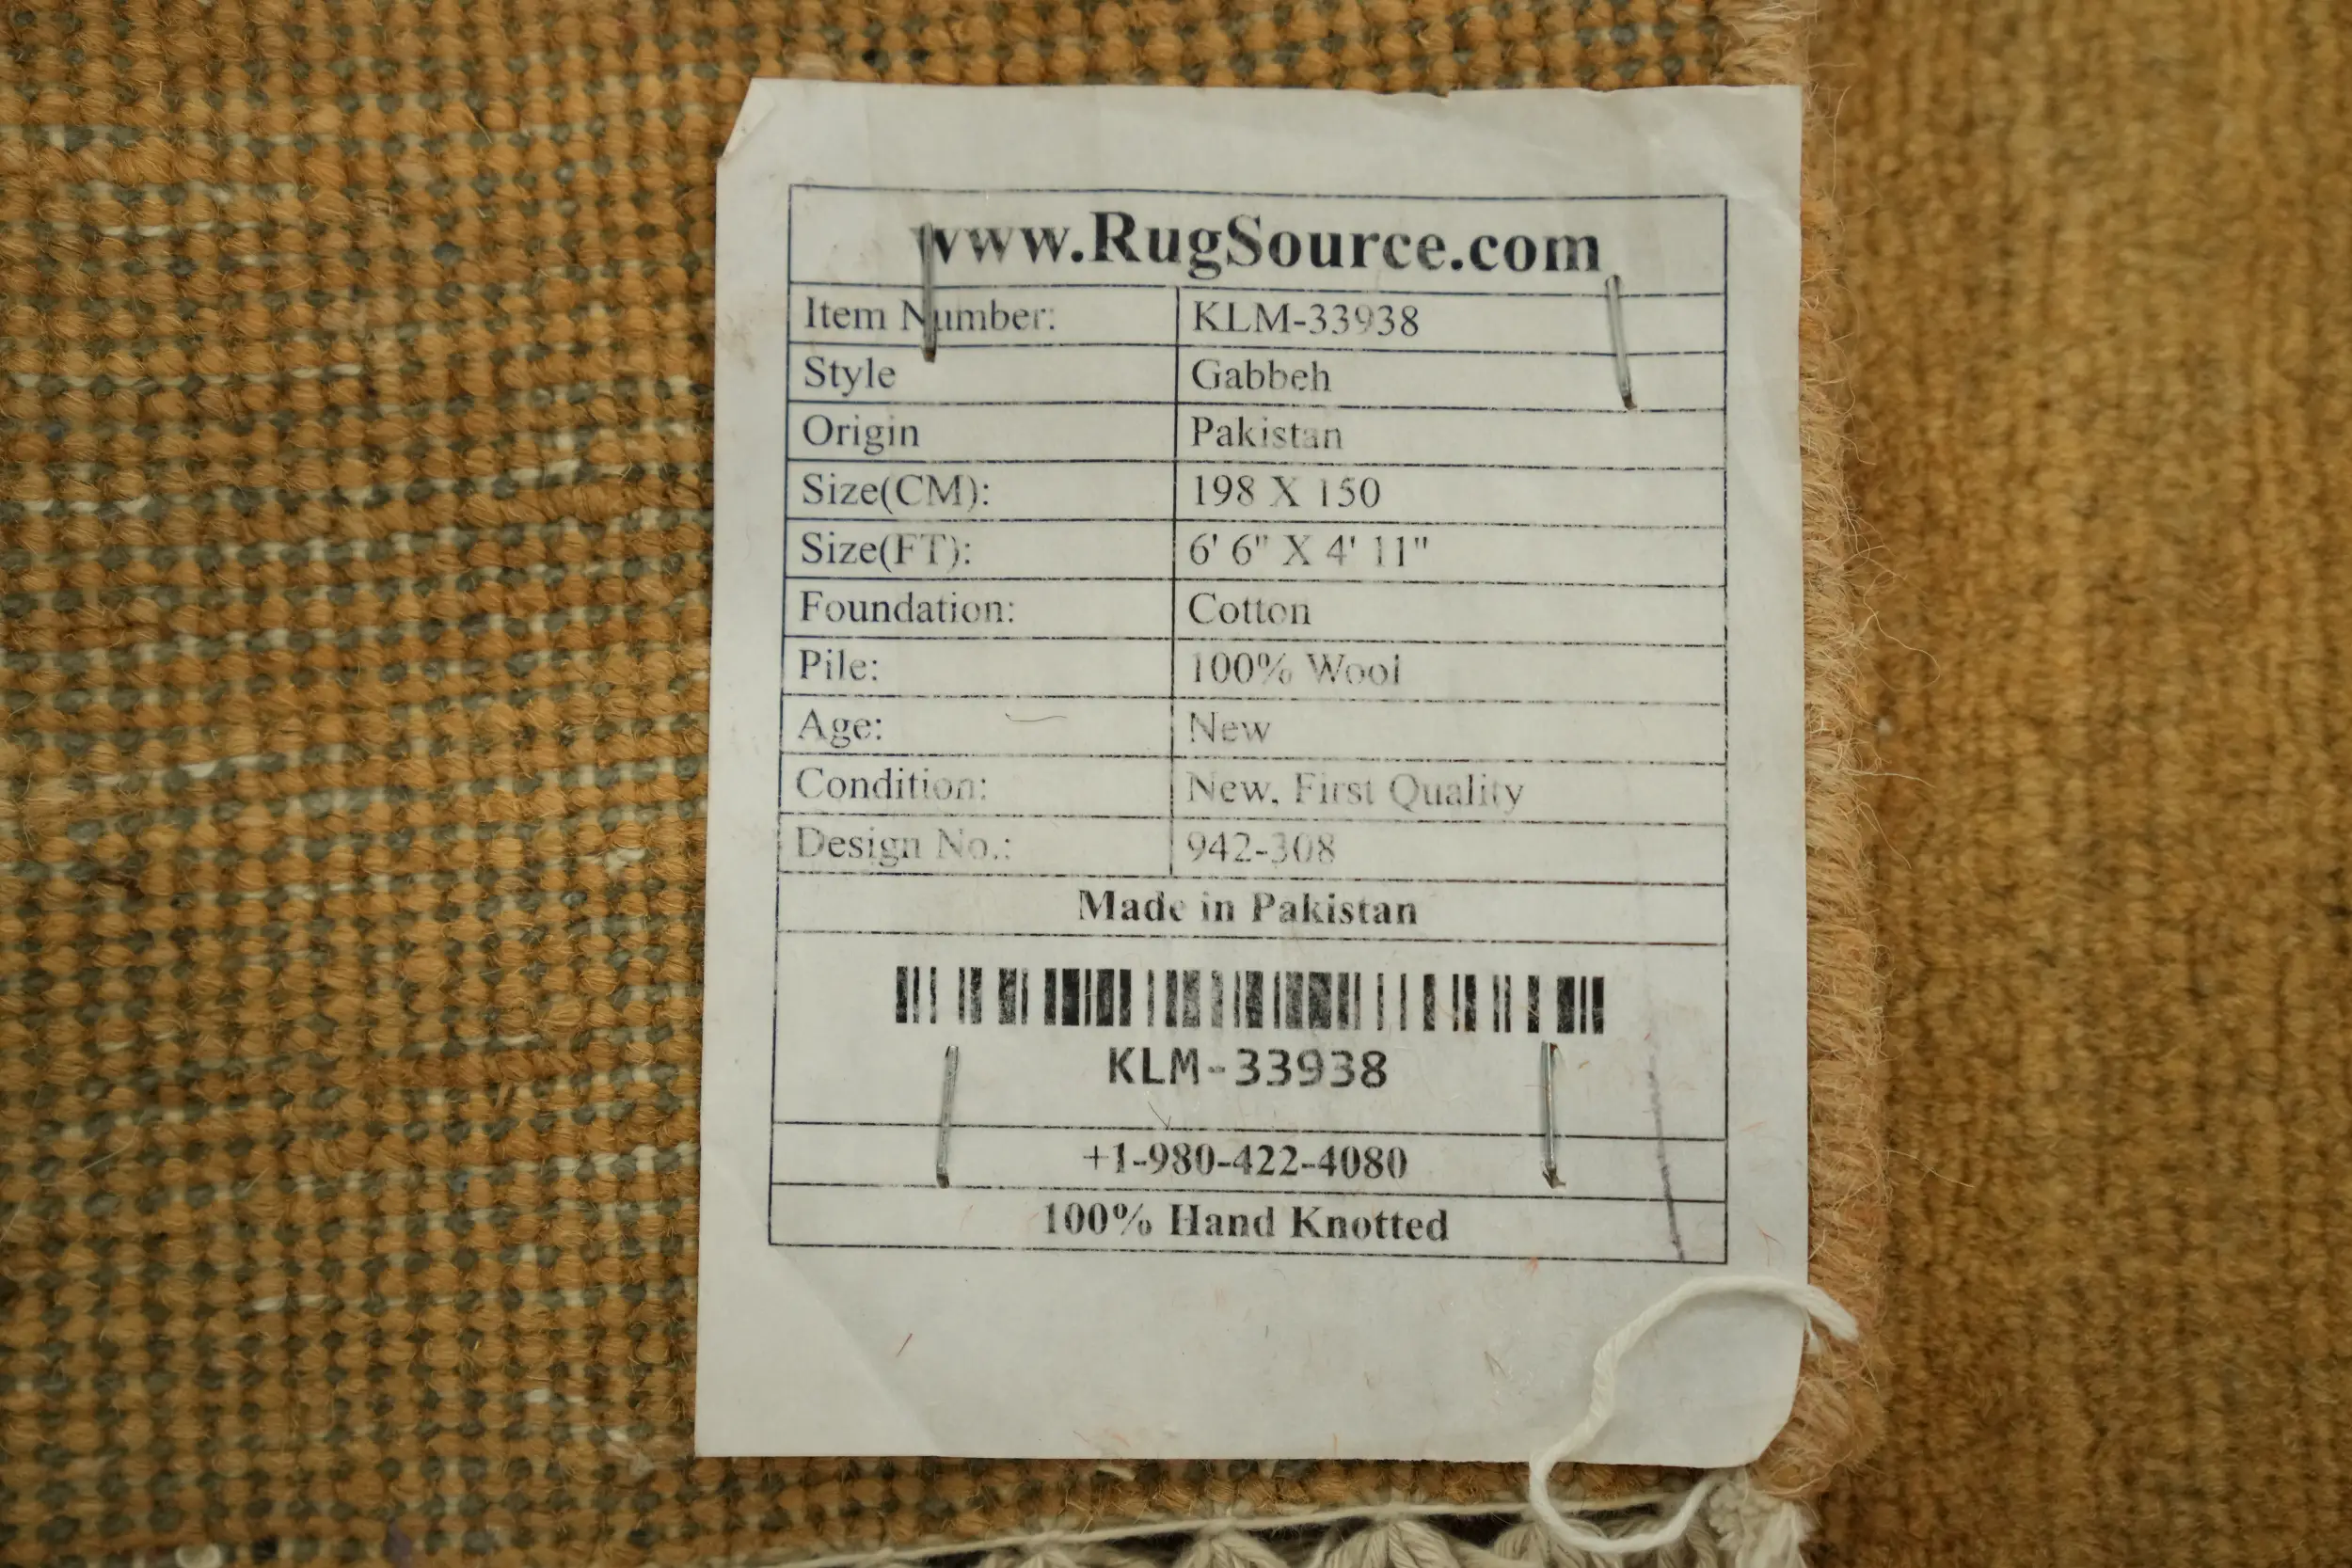 www.RugSource.com
Item Number: KLM-33938
Style Gabbeh
Origin Pakistan
Size(CM): 198 X 150
Size(FT): 6' 6" X 4' 11"
Foundation: Cotton
Pile: 100% Wool
Age: New
Condition: New, First Quality
Design No.: 942-308
Made in Pakistan
KLM-33938
+1-980-422-4080
100% Hand Knotted